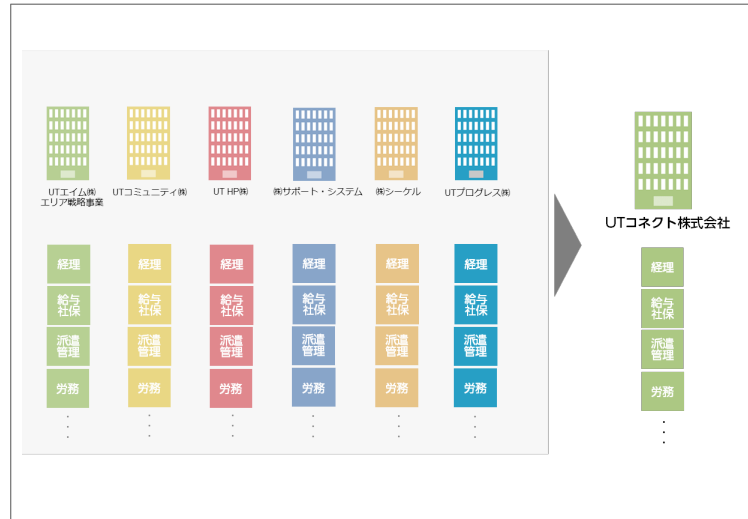 UTエイム㈱
エリア戦略事業
UTコミュニティ㈱
UT HP㈱
㈱サポート・システム
㈱シーケル
UTプログレス㈱
経理
給与
社保
派遣
管理
労務
・
・
・
経理
給与
社保
派遣
管理
労務
・
・
・
経理
給与
社保
派遣
管理
労務
・
・
・
経理
給与
社保
派遣
管理
労務
・
・
・
経理
給与
社保
派遣
管理
労務
・
・
・
経理
給与
社保
派遣
管理
労務
・
・
・
UTコネクト株式会社
経理
給与
社保
派遣
管理
労務
・
・
・